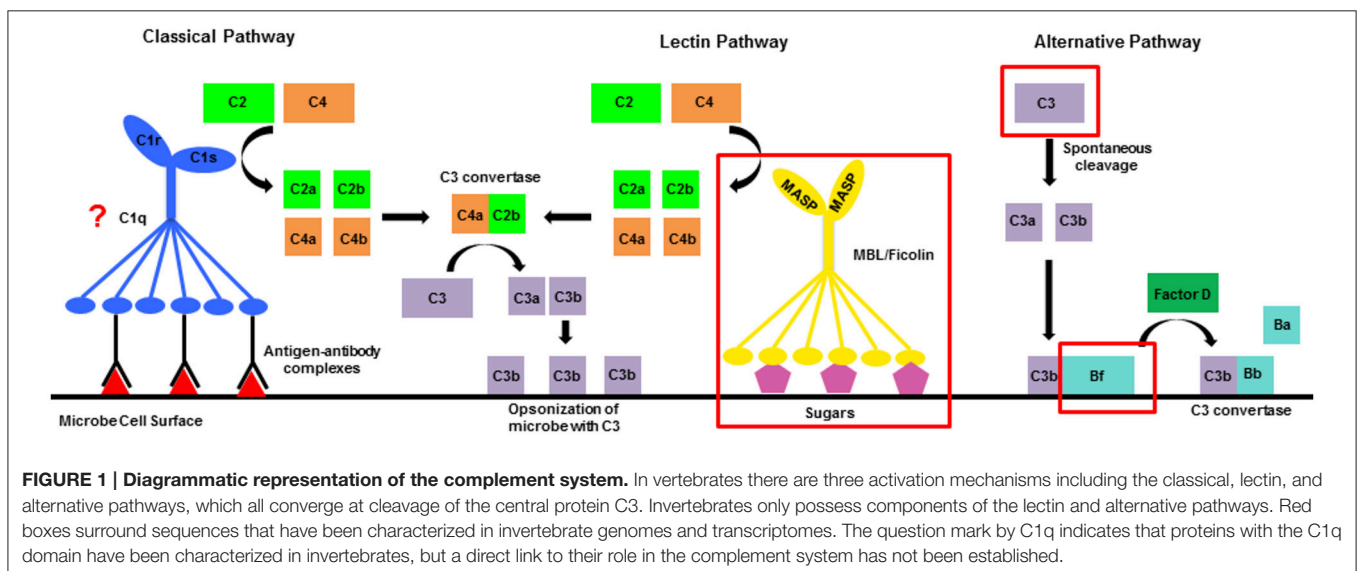 Classical Pathway
C2 C4
C1r
C1s
? C1q
C2a C2b
C4a C4b
Antigen-antibody
complexes
Microbe Cell Surface
C3 convertase
C4a C2b
C3
C3a C3b
C3b C3b C3b
Opsonization of
microbe with C3
Lectin Pathway
C2 C4
C2a C2b
C4a C4b
MASP MASP
MBL/Ficolin
Sugars
Alternative Pathway
C3
Spontaneous
cleavage
C3a C3b
Factor D
Ba
C3b Bf
C3b Bb
C3 convertase
FIGURE 1 | Diagrammatic representation of the complement system. In vertebrates there are three activation mechanisms including the classical, lectin, and
alternative pathways, which all converge at cleavage of the central protein C3. Invertebrates only possess components of the lectin and alternative pathways. Red
boxes surround sequences that have been characterized in invertebrate genomes and transcriptomes. The question mark by C1q indicates that proteins with the C1q
domain have been characterized in invertebrates, but a direct link to their role in the complement system has not been established.